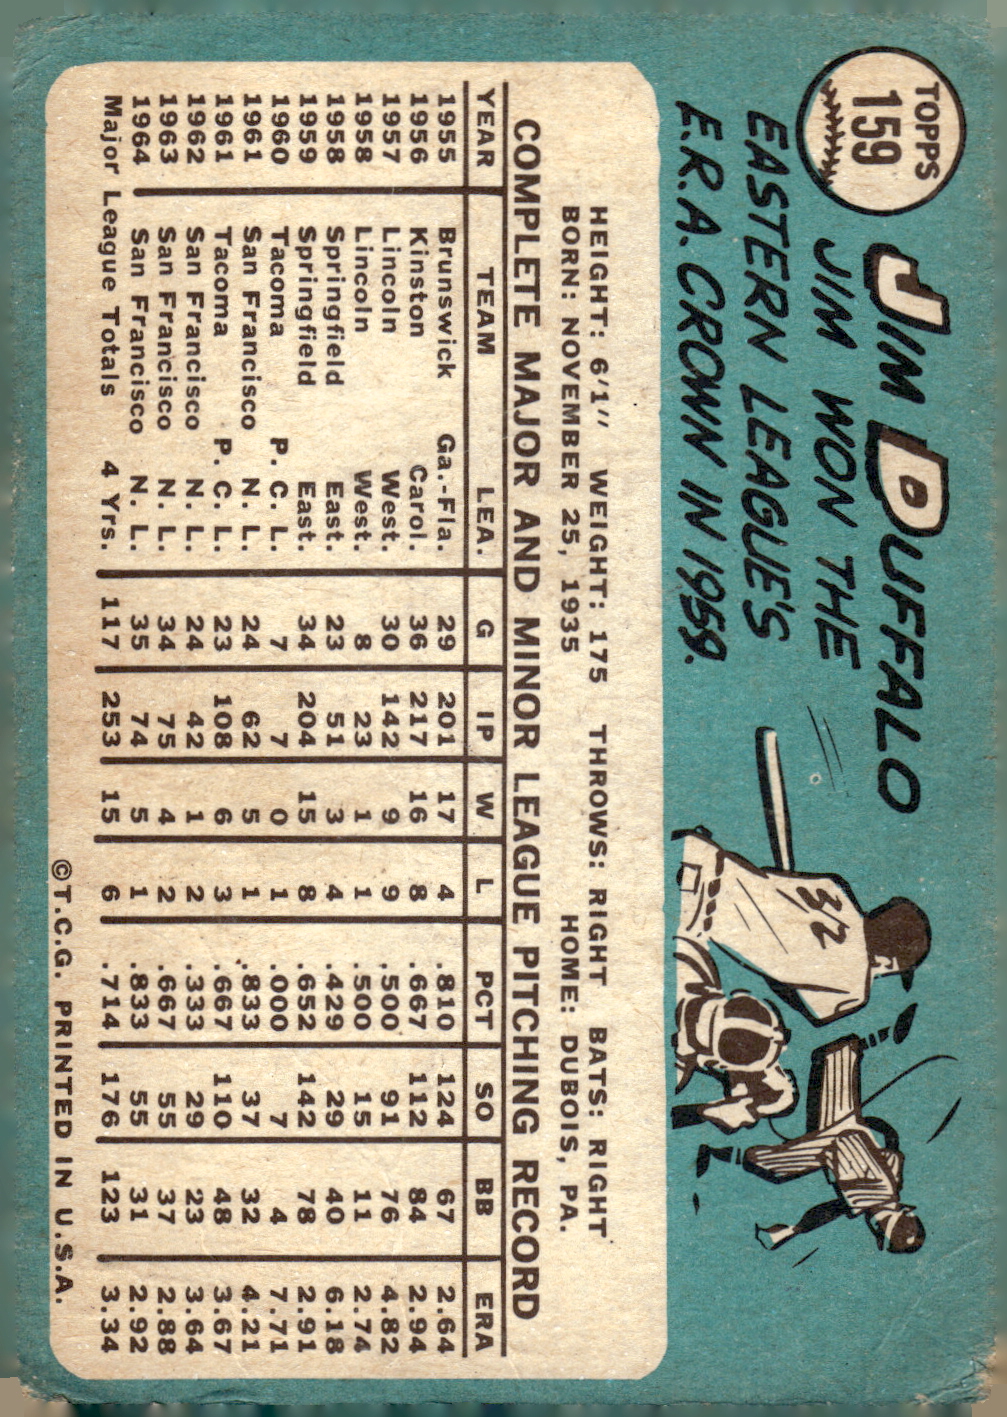 TOPPS
159
JIM DUFFALO
JIM WON THE
EASTERN LEAGUE'S
E.R.A. CROWN IN 1959.
32
HEIGHT: 6'1" WEIGHT: 175 THROWS: RIGHT BATS: RIGHT
BORN: NOVEMBER 25, 1935 HOME: DUBOIS, PA.
COMPLETE MAJOR AND MINOR LEAGUE PITCHING RECORD
YEAR TEAM LEA. G IP W L PCT SO BB ERA
1955 Brunswick Ga.-Fla. 29 201 17 4 .810 124 67 2.64
1956 Kinston Carol. 36 217 16 8 .667 112 84 2.94
1957 Lincoln West. 30 142 9 9 .500 91 76 4.82
1958 Lincoln West. 8 23 1 1 .500 15 11 2.74
1958 Springfield East. 23 51 3 4 .429 29 40 6.18
1959 Springfield East. 34 204 15 8 .652 142 78 2.91
1960 Tacoma P. C. L. 7 7 0 1 .000 7 4 7.71
1961 San Francisco N. L. 24 62 5 1 .833 37 32 4.21
1961 Tacoma P. C. L. 23 108 6 3 .667 110 48 3.67
1962 San Francisco N. L. 24 42 1 2 .333 29 23 3.64
1963 San Francisco N. L. 34 75 4 2 .667 55 37 2.88
1964 San Francisco N. L. 35 74 5 1 .833 55 31 2.92
Major League Totals 4 Yrs. 117 253 15 6 .714 176 123 3.34
©T.C.G. PRINTED IN U.S.A.